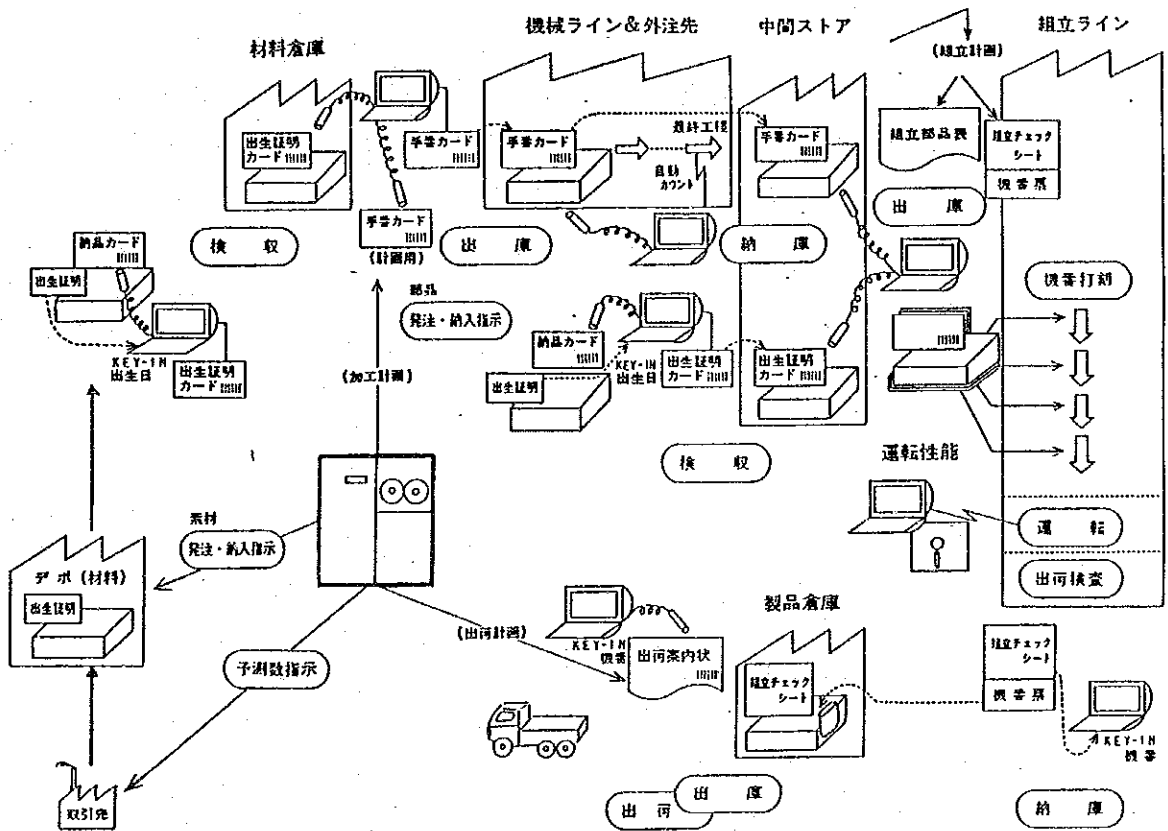 材料倉庫
機械ライン&外注先
中間ストア
(組立計画)
組立ライン
出生証明
カード
手番カード
手番カード
最終工程
自動
カウント
手番カード
組立部品表
組立チェック
シート
機番票
手番カード
(計画用)
検収
出庫
納庫
出庫
納品カード
出生証明
KEY-IN
出生日
出生証明
カード
部品
発注・納入指示
(加工計画)
納品カード
出生証明
KEY-IN
出生日
出生証明
カード
出生証明
カード
検収
機番打刻
運転性能
運転
出荷検査
素材
発注・納入指示
デポ(材料)
出生証明
予測数指示
取引先
(出荷計画)
KEY-IN
機番
出荷案内状
製品倉庫
組立チェック
シート
組立チェック
シート
機番票
KEY-IN
機番
出荷
出庫
納庫